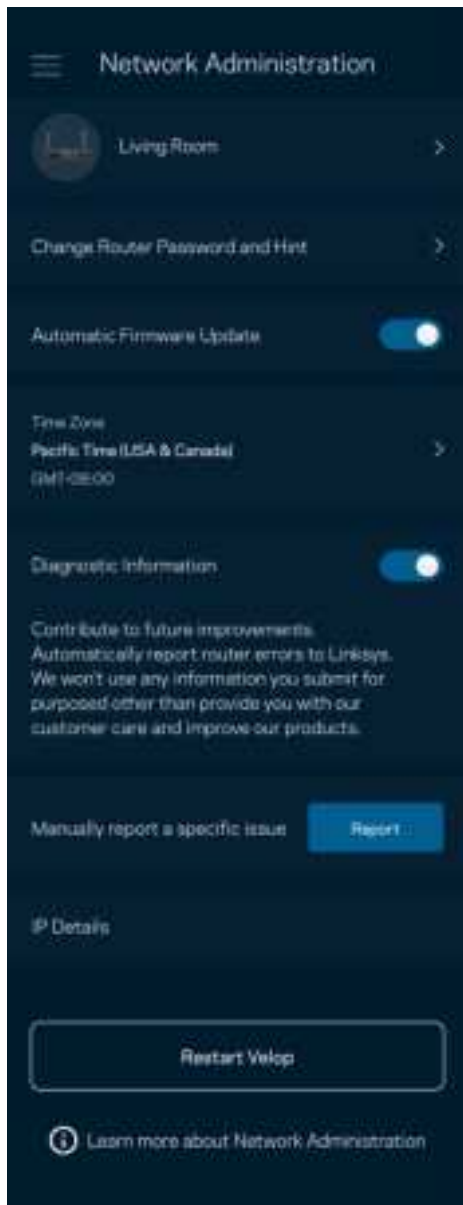 Network Administration
Living Room
Change Router Password and Hint
Automatic Firmware Update
Time Zone
Pacific Time (USA & Canada)
GMT-08:00
Diagnostic Information
Contribute to future improvements.
Automatically report router errors to Linksys.
We won't use any information you submit for
purposed other than provide you with our
customer care and improve our products.
Manually report a specific issue
Report
IP Details
Restart Velop
Learn more about Network Administration